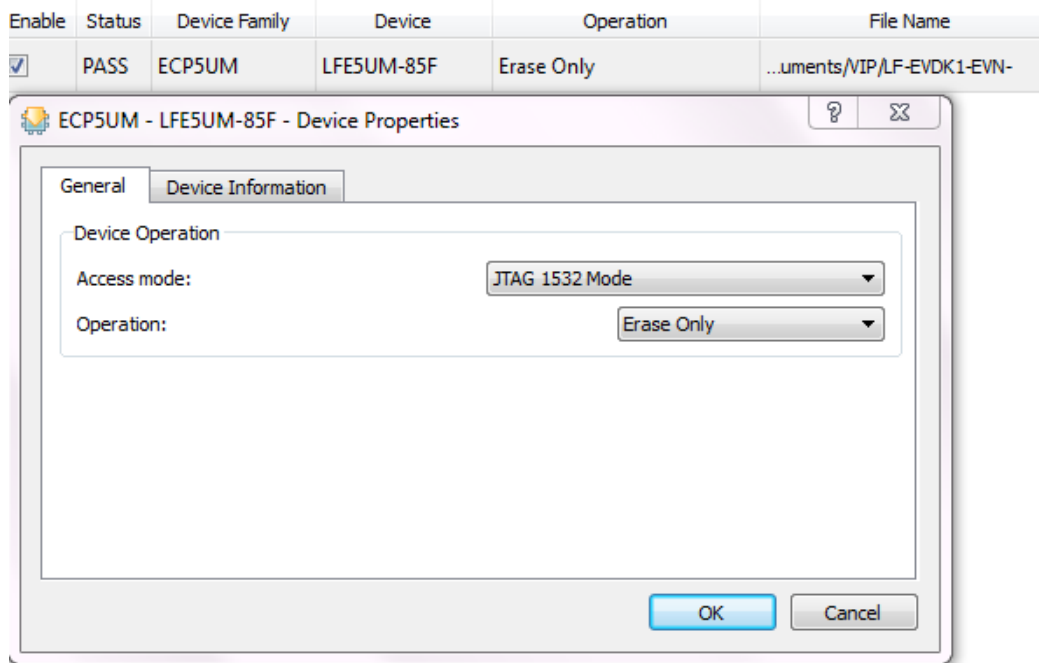 Enable Status Device Family Device Operation File Name
PASS ECP5UM LFE5UM-85F Erase Only ...uments/VIP/LF-EVDK1-EVN-
ECP5UM - LFE5UM-85F - Device Properties
General Device Information
Device Operation
Access mode: JTAG 1532 Mode
Operation: Erase Only
OK Cancel